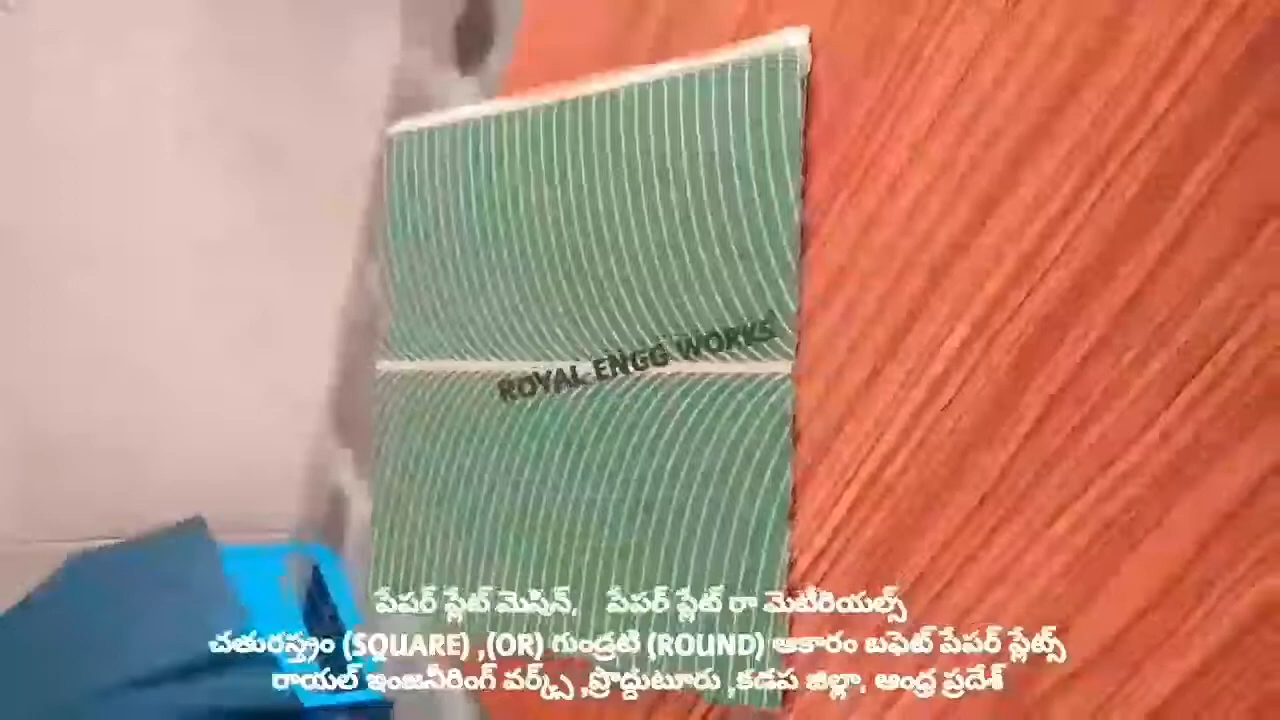 ROYAL ENGG WORKS
పేపర్ ప్లేట్ మెషిన్, పేపర్ ప్లేట్ రా మెటీరియల్స్
చతురస్త్రం (SQUARE) ,(OR) గుండ్రటి (ROUND) ఆకారం బఫెట్ పేపర్ ప్లేట్స్
రాయల్ ఇంజనీరింగ్ వర్క్స్ ,ప్రొద్దుటూరు ,కడప జిల్లా, ఆంధ్ర ప్రదేశ్